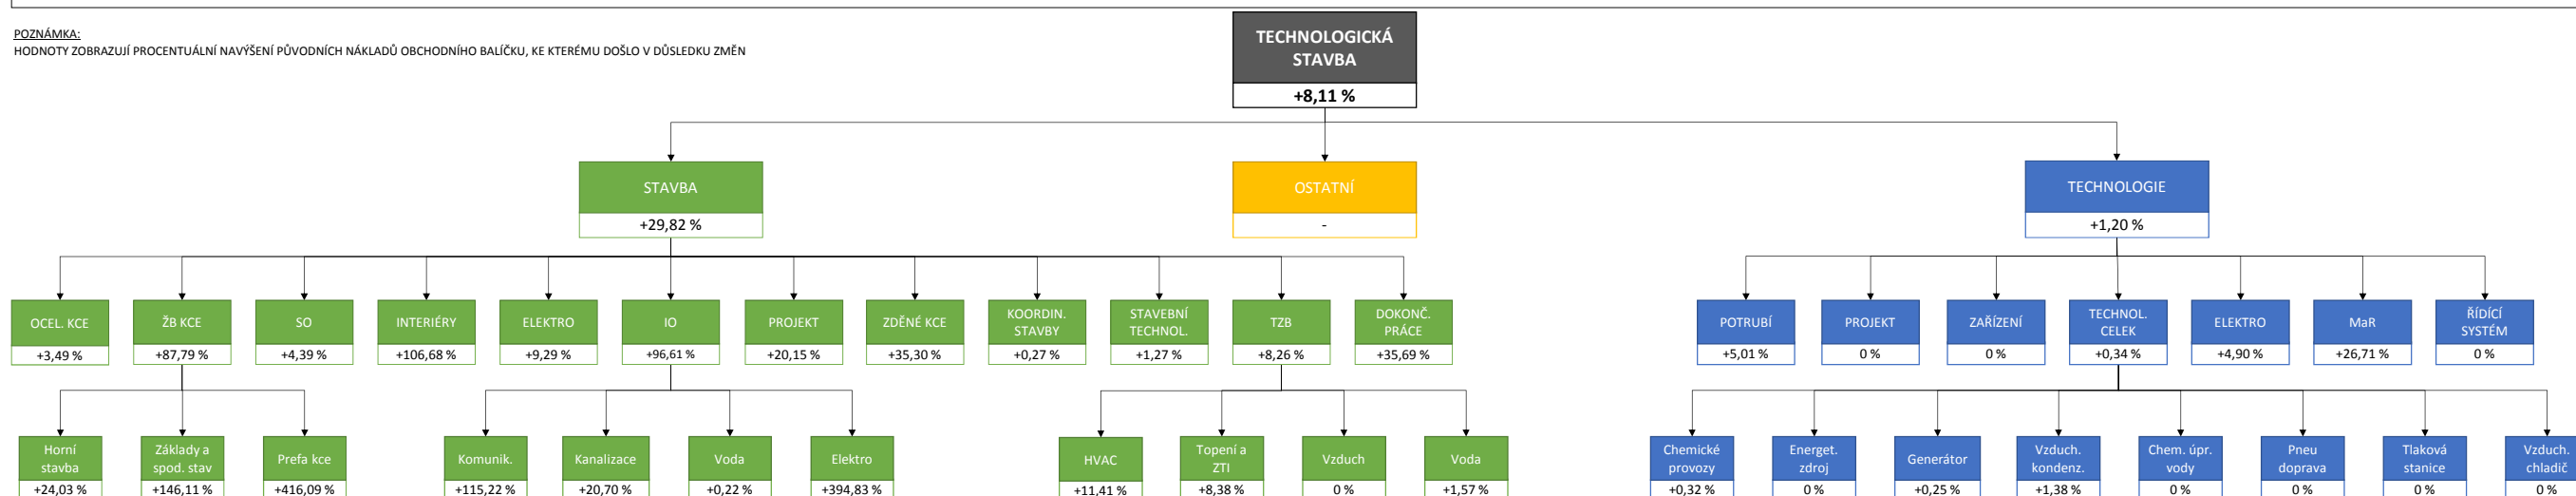 POZNÁMKA:
HODNOTY ZOBRAZUJÍ PROCENTUÁLNÍ NAVÝŠENÍ PŮVODNÍCH NÁKLADŮ OBCHODNÍHO BALÍČKU, KE KTERÉMU DOŠLO V DŮSLEDKU ZMĚN
TECHNOLOGICKÁ
STAVBA
+8,11 %
STAVBA
+29,82 %
OSTATNÍ
-
TECHNOLOGIE
+1,20 %
OCEL. KCE
+3,49 %
ŽB KCE
+87,79 %
SO
+4,39 %
INTERIÉRY
+106,68 %
ELEKTRO
+9,29 %
IO
+96,61 %
PROJEKT
+20,15 %
ZDĚNÉ KCE
+35,30 %
KOORDIN.
STAVBY
+0,27 %
STAVEBNÍ
TECHNOL.
+1,27 %
TZB
+8,26 %
DOKONČ.
PRÁCE
+35,69 %
POTRUBÍ
+5,01 %
PROJEKT
0 %
ZAŘÍZENÍ
0 %
TECHNOL.
CELEK
+0,34 %
ELEKTRO
+4,90 %
MaR
+26,71 %
ŘÍDÍCÍ
SYSTÉM
0 %
Horní
stavba
+24,03 %
Základy a
spod. stav
+146,11 %
Prefa kce
+416,09 %
Komunik.
+115,22 %
Kanalizace
+20,70 %
Voda
+0,22 %
Elektro
+394,83 %
HVAC
+11,41 %
Topení a
ZTI
+8,38 %
Vzduch
0 %
Voda
+1,57 %
Chemické
provozy
+0,32 %
Energet.
zdroj
0 %
Generátor
+0,25 %
Vzduch.
kondenz.
+1,38 %
Chem. úpr.
vody
0 %
Pneu
doprava
0 %
Tlaková
stanice
0 %
Vzduch.
chladič
0 %